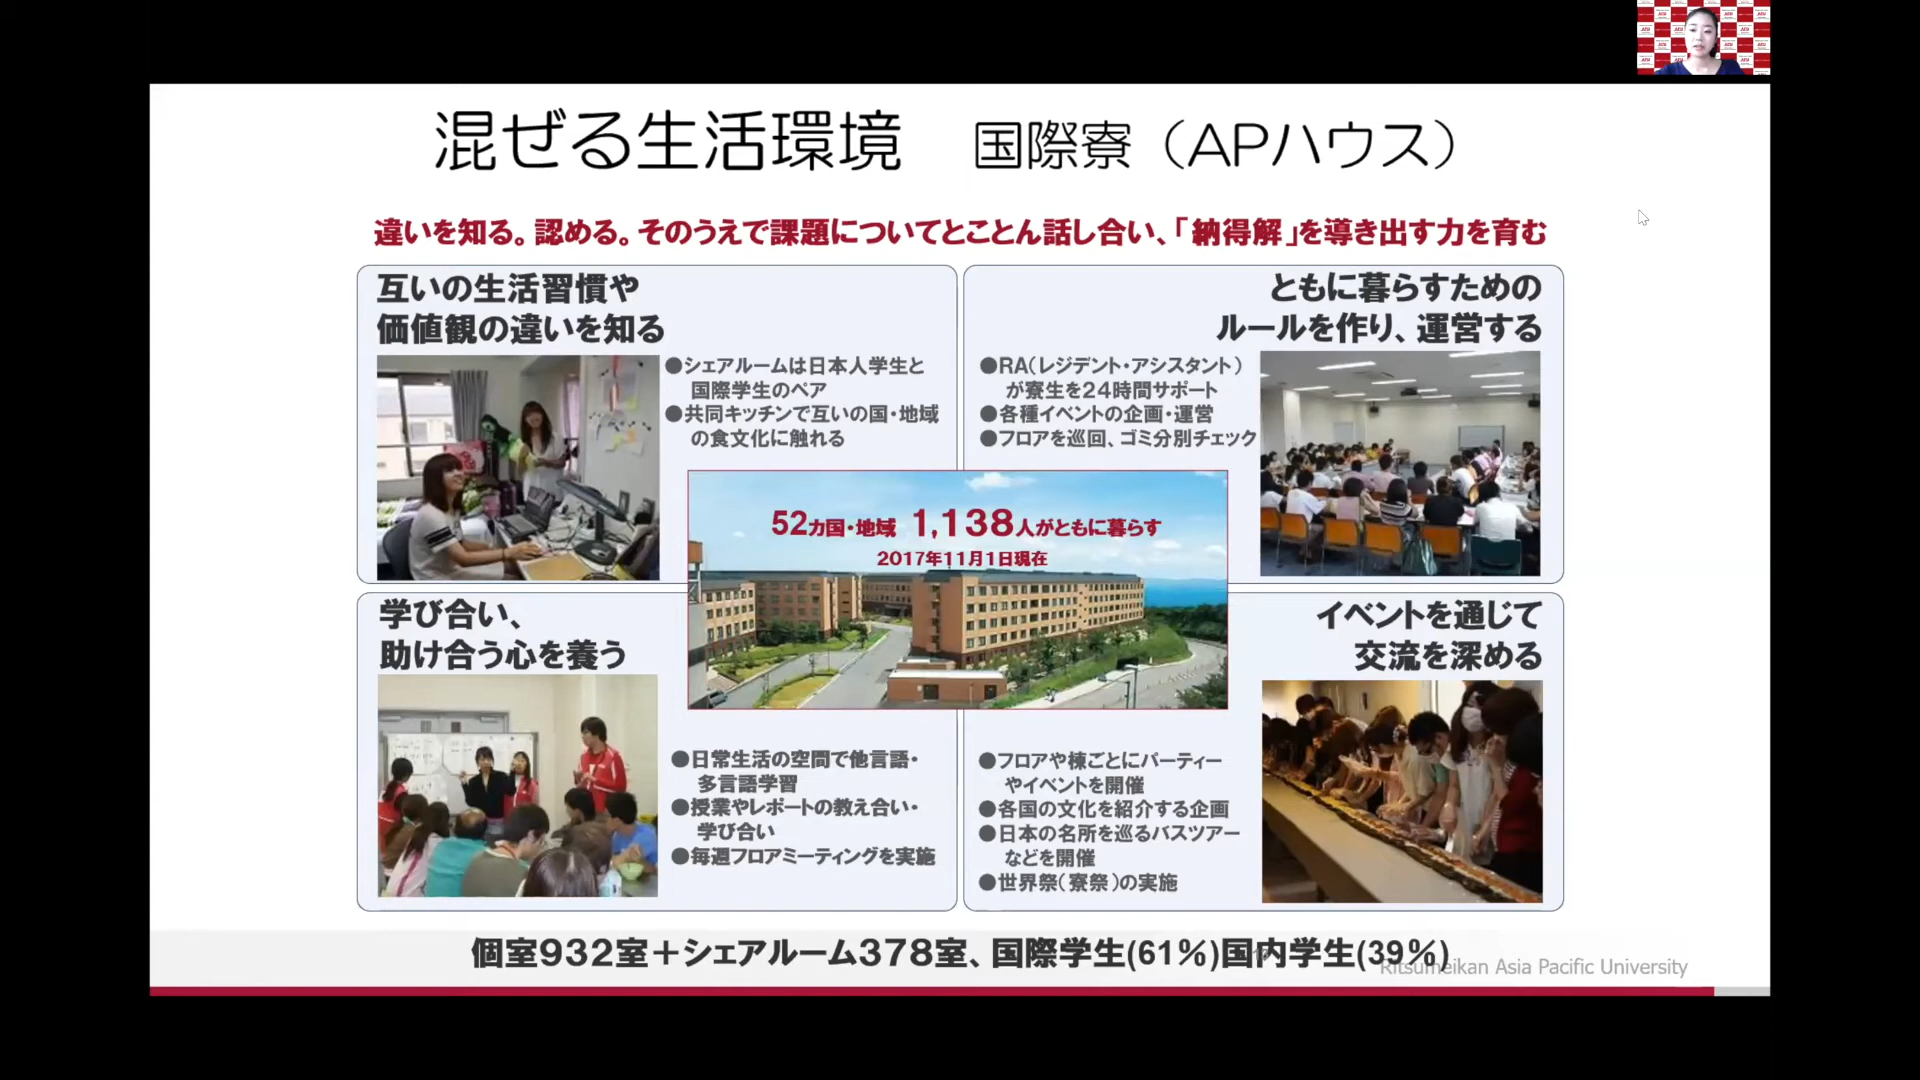 混ぜる生活環境　国際寮（APハウス）
違いを知る。認める。そのうえで課題についてとことん話し合い、「納得解」を導き出す力を育む
互いの生活習慣や
価値観の違いを知る
●シェアルームは日本人学生と
国際学生のペア
●共同キッチンで互いの国・地域
の食文化に触れる
ともに暮らすための
ルールを作り、運営する
●RA（レジデント・アシスタント）
が寮生を24時間サポート
●各種イベントの企画・運営
●フロアを巡回、ゴミ分別チェック
52カ国・地域 1,138人がともに暮らす
2017年11月1日現在
学び合い、
助け合う心を養う
●日常生活の空間で他言語・
多言語学習
●授業やレポートの教え合い・
学び合い
●毎週フロアミーティングを実施
イベントを通じて
交流を深める
●フロアや棟ごとにパーティー
やイベントを開催
●各国の文化を紹介する企画
●日本の名所を巡るバスツアー
などを開催
●世界祭（寮祭）の実施
個室932室＋シェアルーム378室、国際学生(61％)国内学生(39％)
Ritsumeikan Asia Pacific University